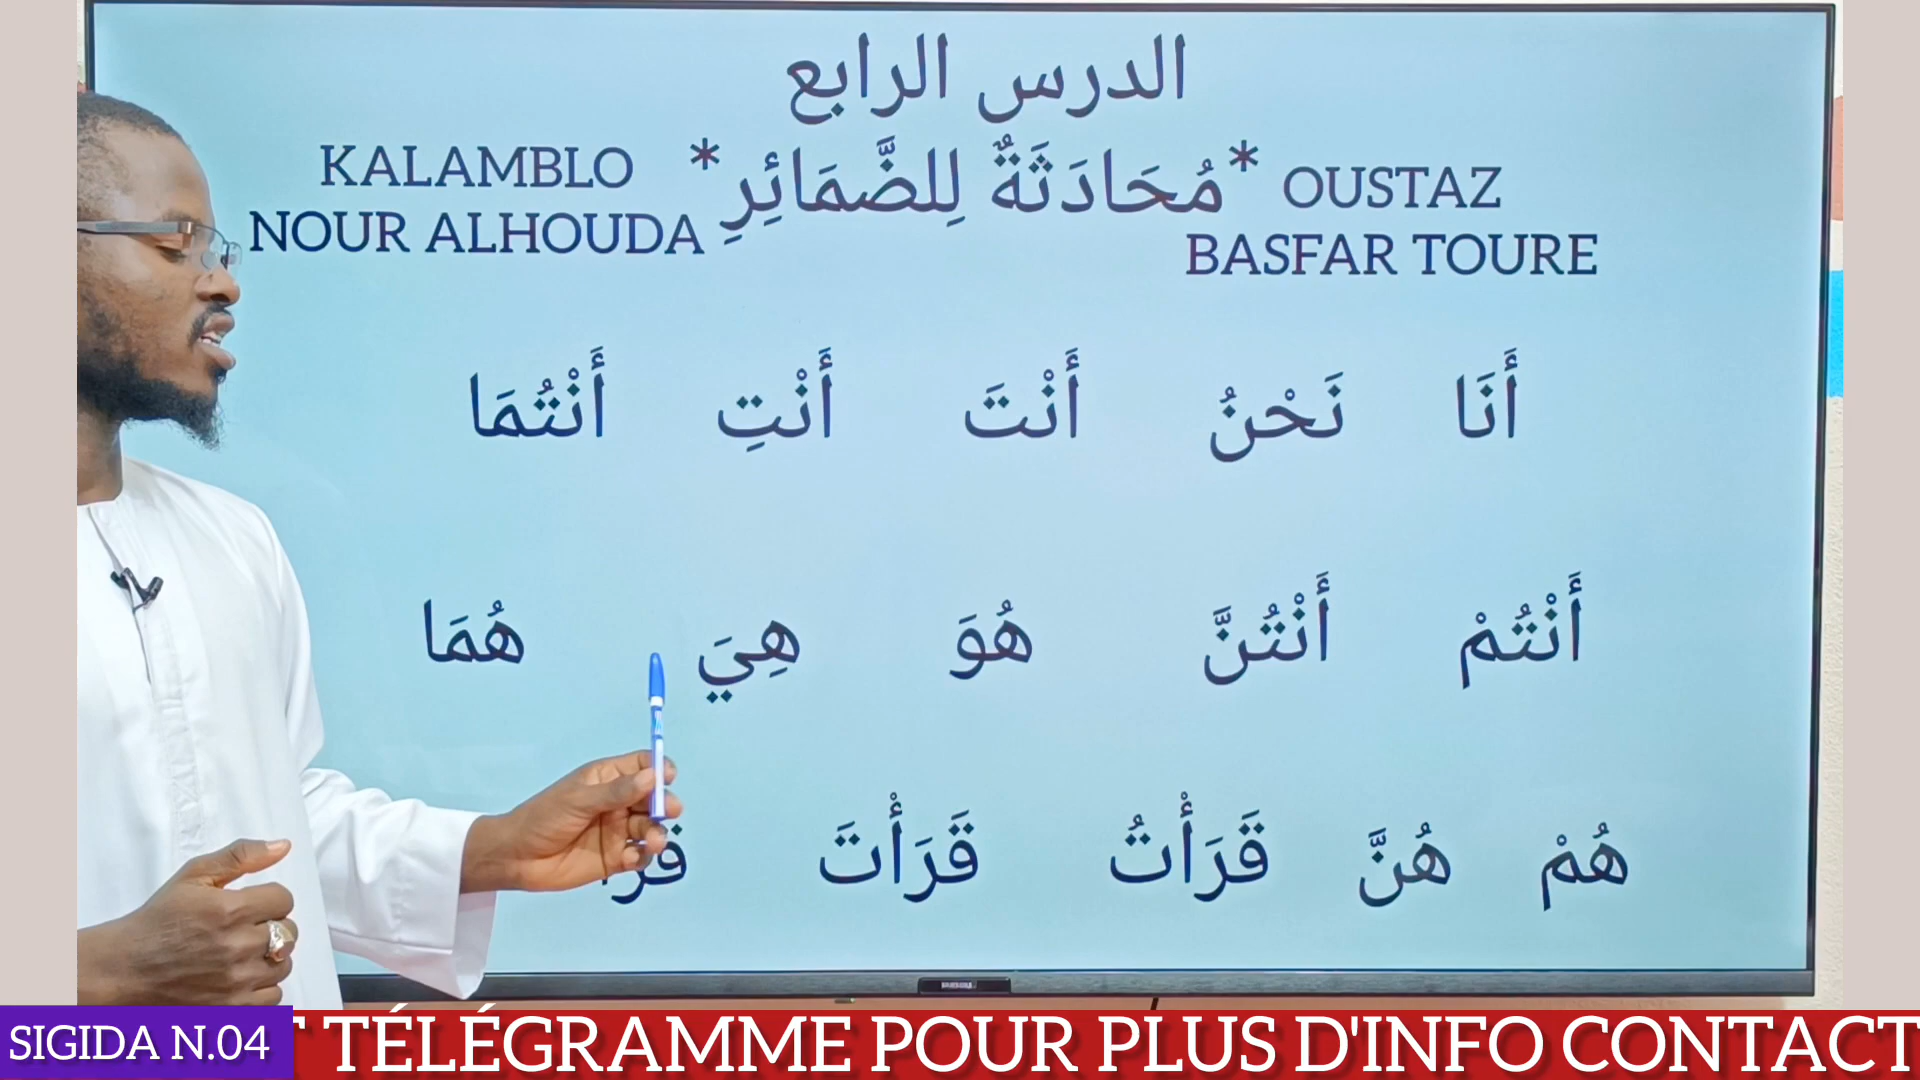 الدرس الرابع
KALAMBLO
NOUR ALHOUDA
*مُحَادَثَةٌ لِلضَّمَائِرِ*
OUSTAZ
BASFAR TOURE
أَنَا نَحْنُ أَنْتَ أَنْتِ أَنْتُمَا
أَنْتُمْ أَنْتُنَّ هُوَ هِيَ هُمَا
هُمْ هُنَّ قَرَأْتُ قَرَأْتَ
SIGIDA N.04
TÉLÉGRAMME POUR PLUS D'INFO CONTACT